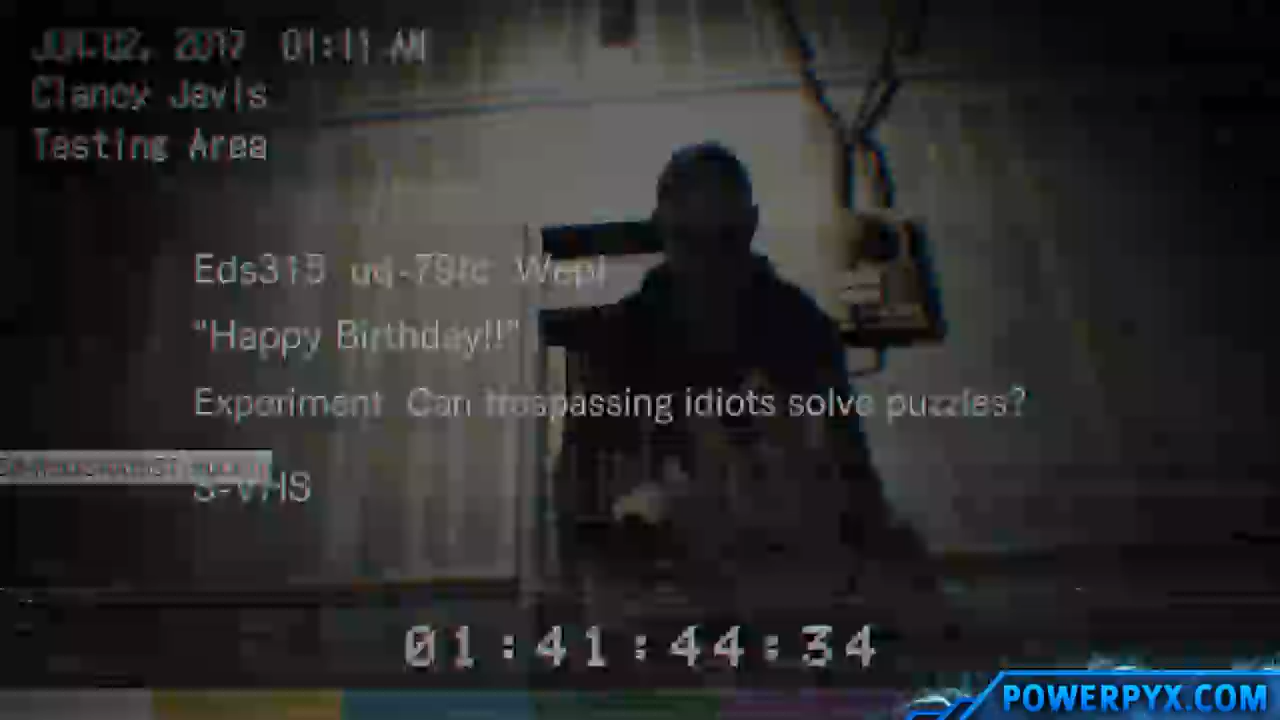 JUN.02, 2017 01:11 AM
Clancy Javis
Testing Area
"Happy Birthday!!"
Experiment Can trespassing idiots solve puzzles?
S-VHS
01:41:44:34
POWERPYX.COM